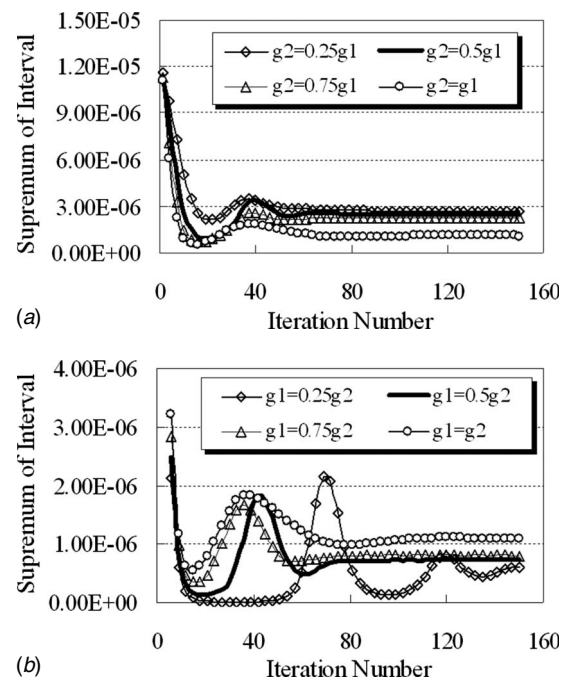 1.50E-05
1.20E-05
9.00E-06
6.00E-06
3.00E-06
0.00E+00
Supremum of Interval
g2=0.25g1 g2=0.5g1
g2=0.75g1 g2=g1
0 40 80 120 160
Iteration Number
(a)
4.00E-06
3.00E-06
2.00E-06
1.00E-06
0.00E+00
Supremum of Interval
g1=0.25g2 g1=0.5g2
g1=0.75g2 g1=g2
0 40 80 120 160
Iteration Number
(b)